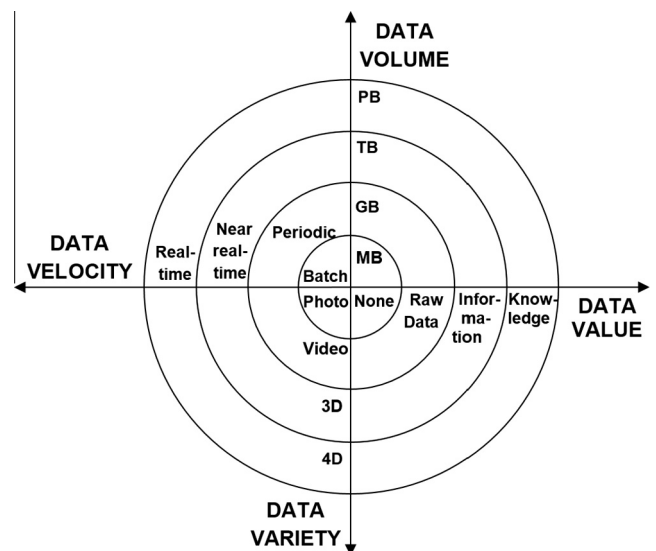 DATA
VOLUME
PB
TB
GB
MB
DATA
VELOCITY
Real-
time
Near
real-
time
Periodic
Batch
Photo
None
Raw
Data
Infor-
ma-
tion
Know-
ledge
DATA
VALUE
Video
3D
4D
DATA
VARIETY